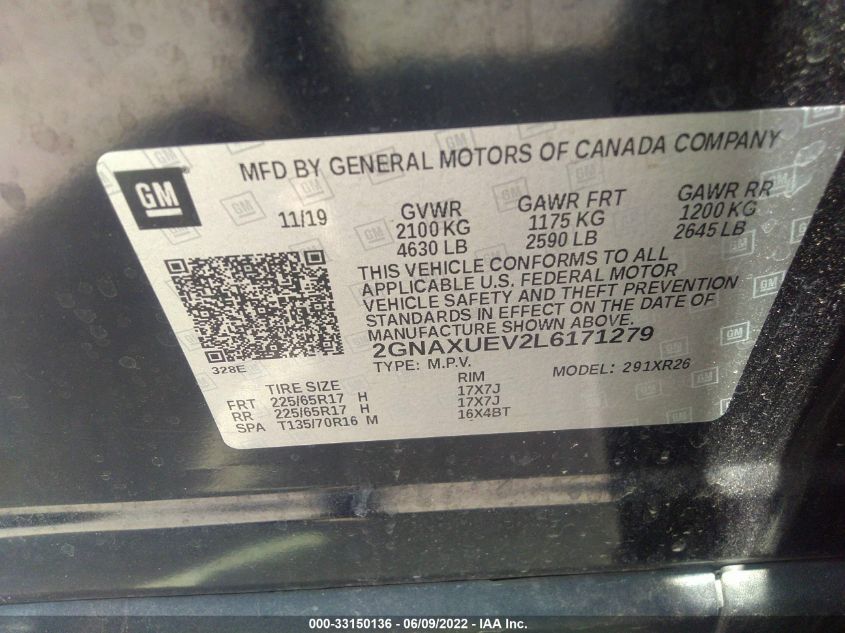 MFD BY GENERAL MOTORS OF CANADA COMPANY
GM
11/19 GVWR GAWR FRT GAWR RR
2100 KG 1175 KG 1200 KG
4630 LB 2590 LB 2645 LB
THIS VEHICLE CONFORMS TO ALL
APPLICABLE U.S. FEDERAL MOTOR
VEHICLE SAFETY AND THEFT PREVENTION
STANDARDS IN EFFECT ON THE DATE OF
MANUFACTURE SHOWN ABOVE.
2GNAXUEV2L6171279
328E
TYPE: M.P.V. MODEL: 291XR26
TIRE SIZE RIM
FRT 225/65R17 H 17X7J
RR 225/65R17 H 17X7J
SPA T135/70R16 M 16X4BT
000-33150136 - 06/09/2022 - IAA Inc.